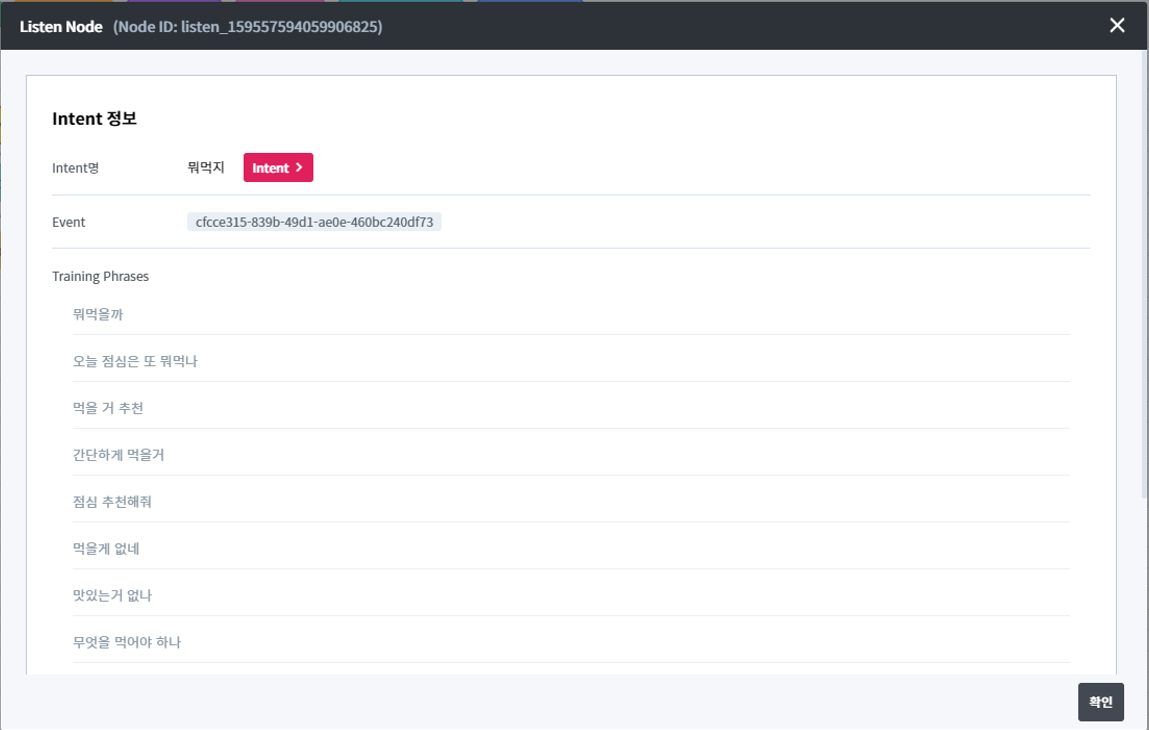 Listen Node (Node ID: listen_159557594059906825)
Intent 정보
Intent명 뭐먹지 Intent >
Event cfcce315-839b-49d1-ae0e-460bc240df73
Training Phrases
뭐먹을까
오늘 점심은 또 뭐먹나
먹을 거 추천
간단하게 먹을거
점심 추천해줘
먹을게 없네
맛있는거 없나
무엇을 먹어야 하나
확인